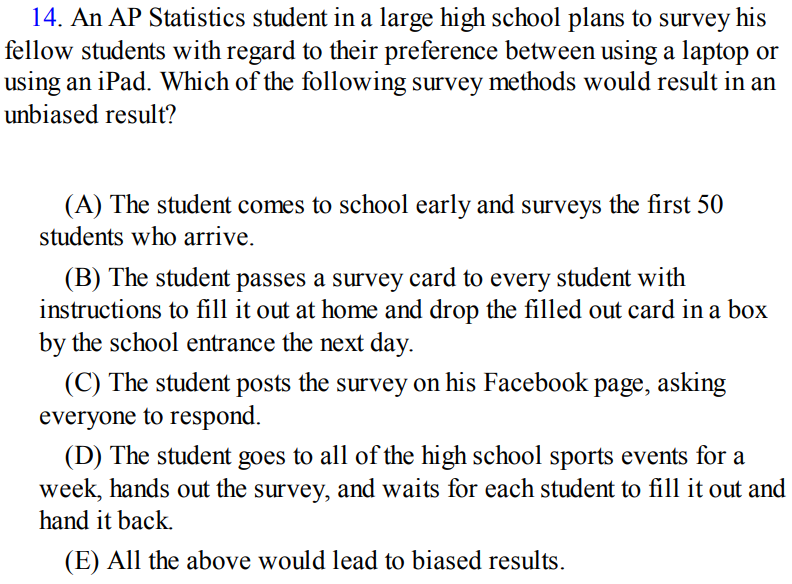 14. An AP Statistics student in a large high school plans to survey his
fellow students with regard to their preference between using a laptop or
using an iPad. Which of the following survey methods would result in an
unbiased result?
(A) The student comes to school early and surveys the first 50
students who arrive.
(B) The student passes a survey card to every student with
instructions to fill it out at home and drop the filled out card in a box
by the school entrance the next day.
(C) The student posts the survey on his Facebook page, asking
everyone to respond.
(D) The student goes to all of the high school sports events for a
week, hands out the survey, and waits for each student to fill it out and
hand it back.
(E) All the above would lead to biased results.